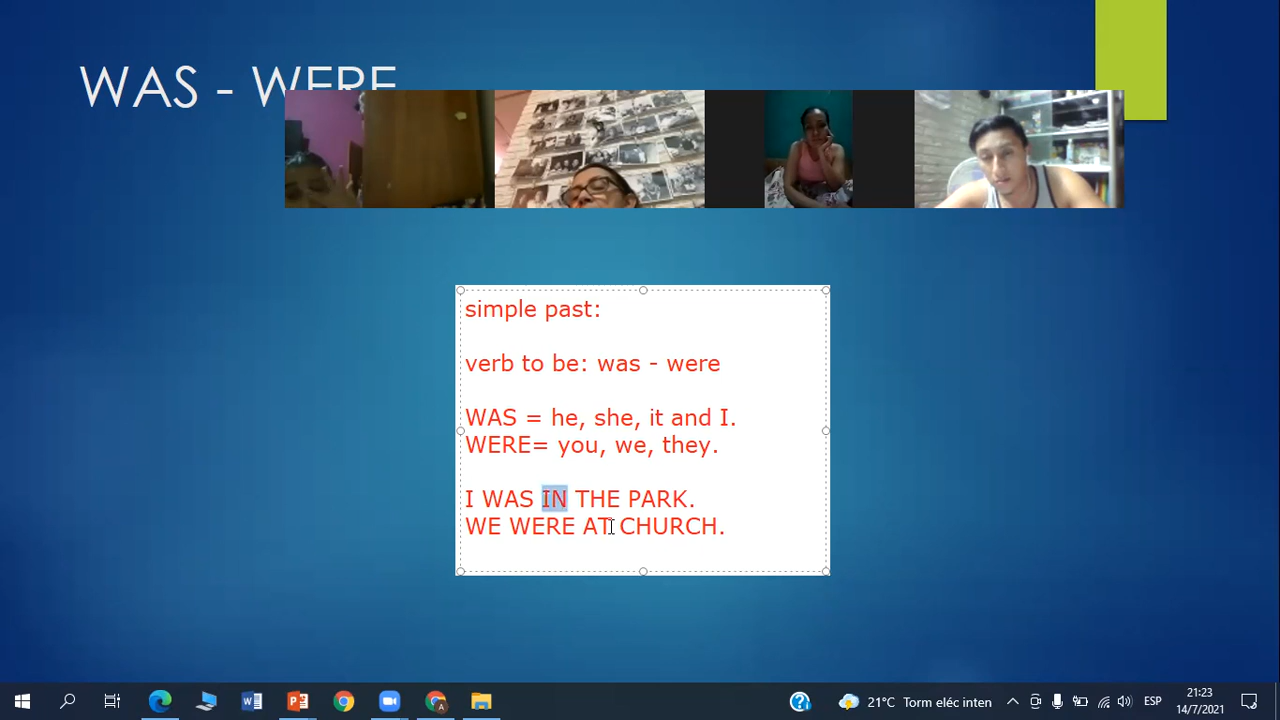 WAS - WERE
simple past:
verb to be: was - were
WAS = he, she, it and I.
WERE= you, we, they.
I WAS IN THE PARK.
WE WERE AT CHURCH.
21°C Torm eléc inten
ESP
21:23
14/7/2021